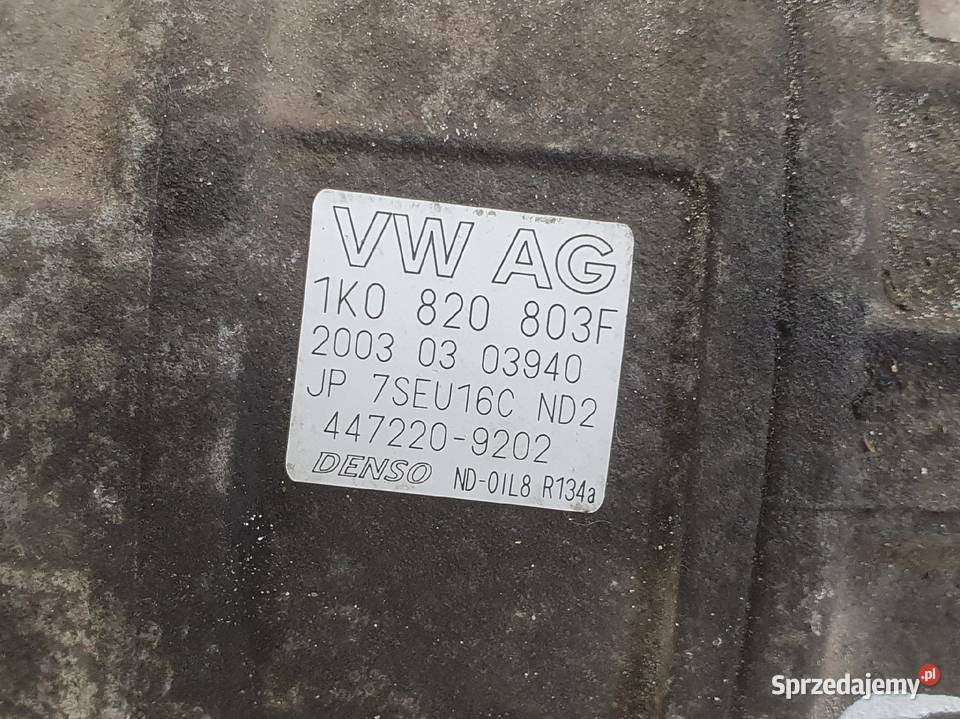 VW AG
1K0 820 803F
2003 03 03940
JP 7SEU16C ND2
447220-9202
DENSO ND-OIL8 R134a
Sprzedajemy.pl